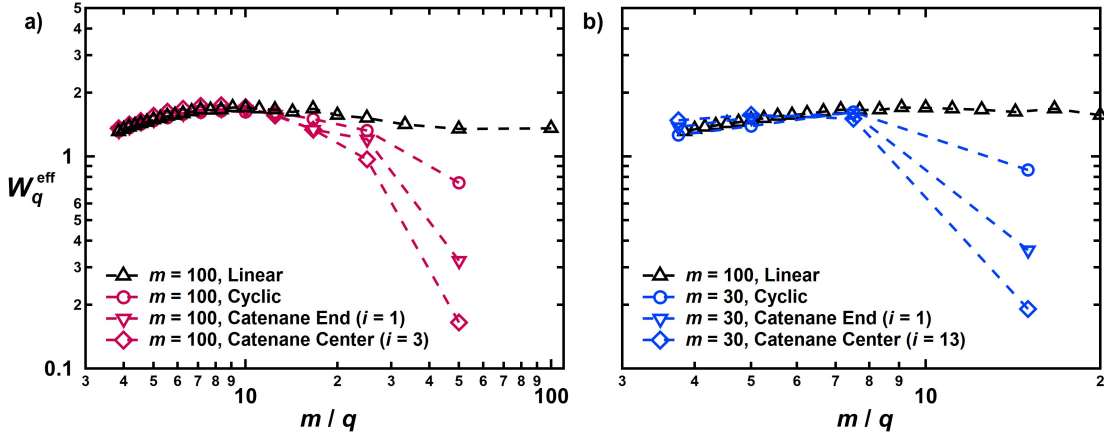 a)
5
4
3
2
1
6
5
4
3
2
0.1
W_q^eff
m = 100, Linear
m = 100, Cyclic
m = 100, Catenane End (i = 1)
m = 100, Catenane Center (i = 3)
3 4 5 6 7 8 9 2 3 4 5 6 7 8 9
10 100
m / q
b)
m = 100, Linear
m = 30, Cyclic
m = 30, Catenane End (i = 1)
m = 30, Catenane Center (i = 13)
3 4 5 6 7 8 9 2
10
m / q